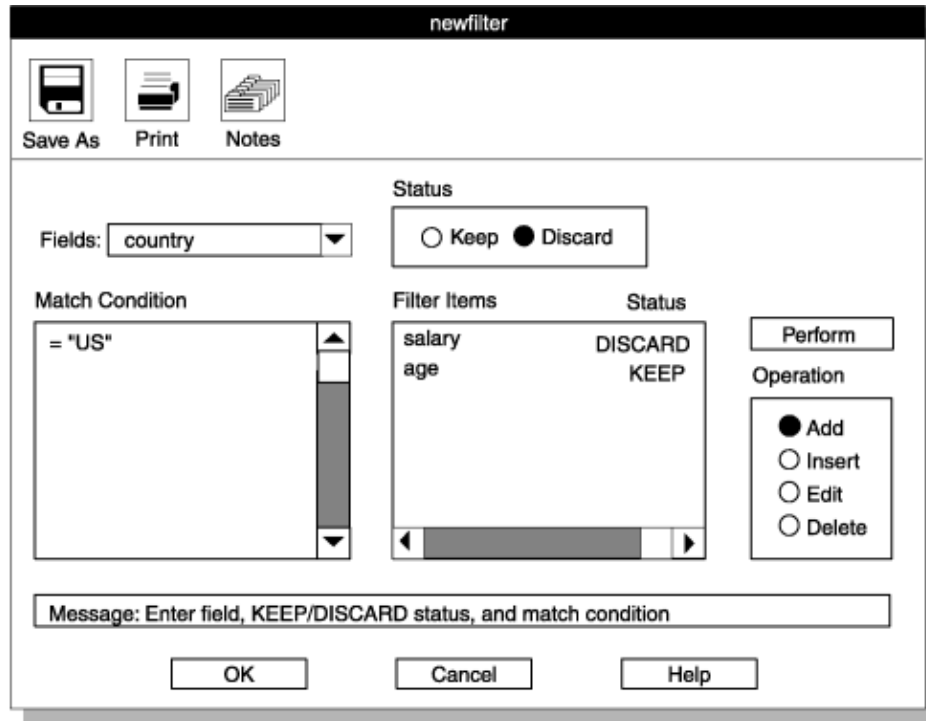 newfilter
Save As Print Notes
Status
Fields: country Keep Discard
Match Condition Filter Items Status
= "US" salary DISCARD Perform
age KEEP Operation
Add
Insert
Edit
Delete
Message: Enter field, KEEP/DISCARD status, and match condition
OK Cancel Help